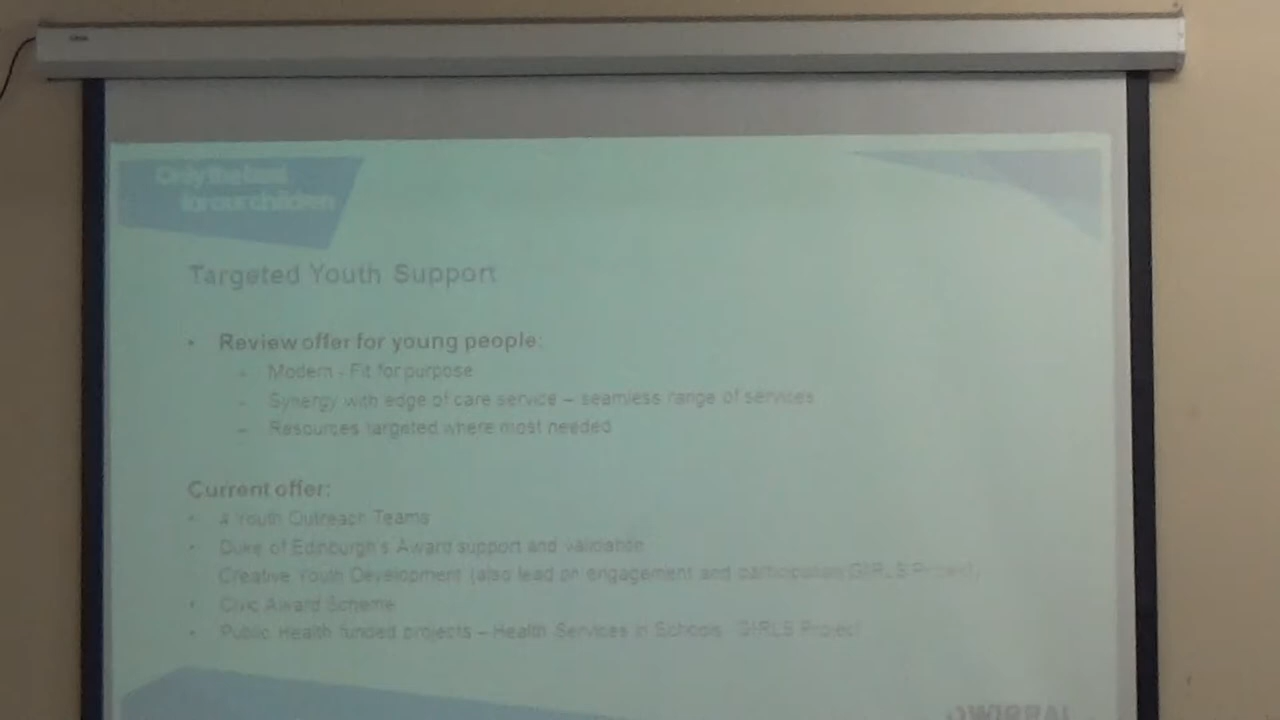 Only the best
for our children
Targeted Youth Support
• Review offer for young people:
- Modern - Fit for purpose
- Synergy with edge of care service – seamless range of services
– Resources targeted where most needed
Current offer:
• 4 Youth Outreach Teams
• Duke of Edinburgh's Award support and validation
Creative Youth Development (also lead on engagement and participation GIRLS Project)
• Civic Award Scheme
• Public Health funded projects – Health Services in Schools GIRLS Project
WIRRAL